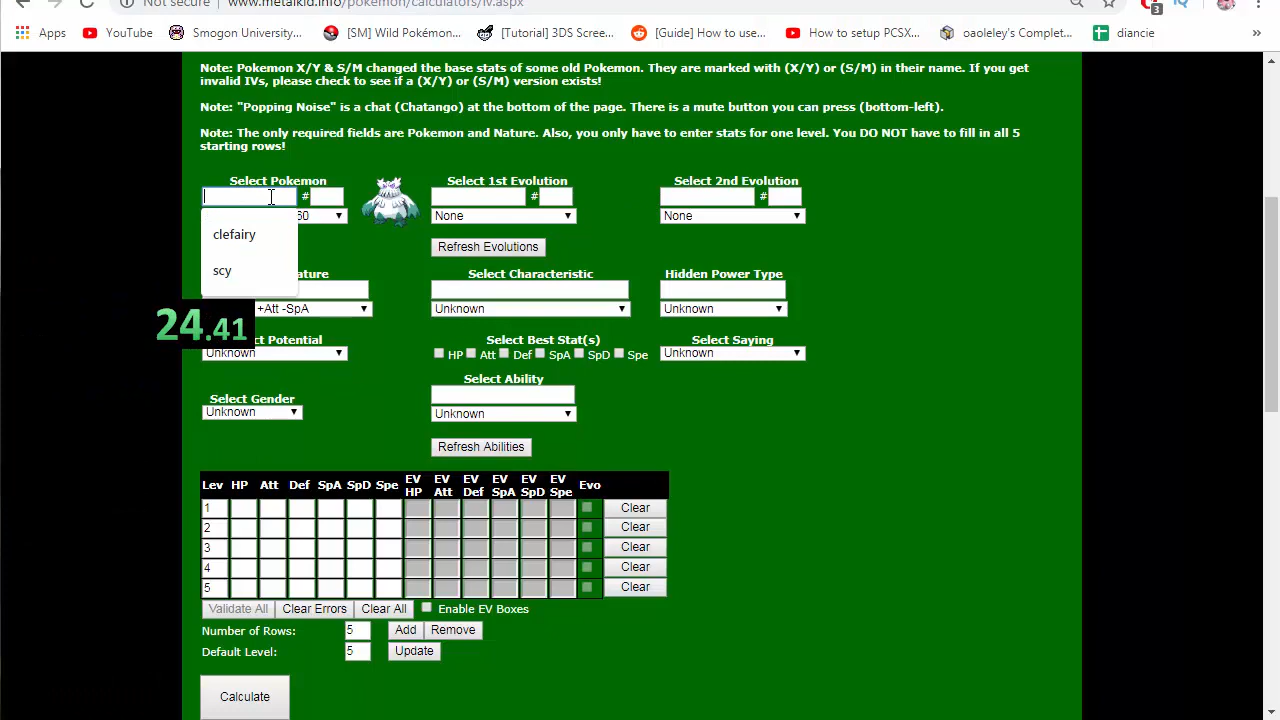 Not secure | www.metalkid.info/pokemon/calculators/iv.aspx
3
Apps YouTube Smogon University... [SM] Wild Pokémon... [Tutorial] 3DS Screen... [Guide] How to use... How to setup PCSX... oaoleley's Complet... diancie »
Note: Pokemon X/Y & S/M changed the base stats of some old Pokemon. They are marked with (X/Y) or (S/M) in their name. If you get
invalid IVs, please check to see if a (X/Y) or (S/M) version exists!
Note: "Popping Noise" is a chat (Chatango) at the bottom of the page. There is a mute button you can press (bottom-left).
Note: The only required fields are Pokemon and Nature. Also, you only have to enter stats for one level. You DO NOT have to fill in all 5
starting rows!
Select Pokemon Select 1st Evolution Select 2nd Evolution
# # #
60 None None
clefairy
Refresh Evolutions
scy
ature Select Characteristic Hidden Power Type
24.41
+Att -SpA Unknown Unknown
t Potential Select Best Stat(s) Select Saying
Unknown HP Att Def SpA SpD Spe Unknown
Select Ability
Select Gender
Unknown Unknown
Refresh Abilities
Lev HP Att Def SpA SpD Spe EV HP EV Att EV Def EV SpA EV SpD EV Spe Evo
1 Clear
2 Clear
3 Clear
4 Clear
5 Clear
Validate All Clear Errors Clear All Enable EV Boxes
Number of Rows: 5 Add Remove
Default Level: 5 Update
Calculate